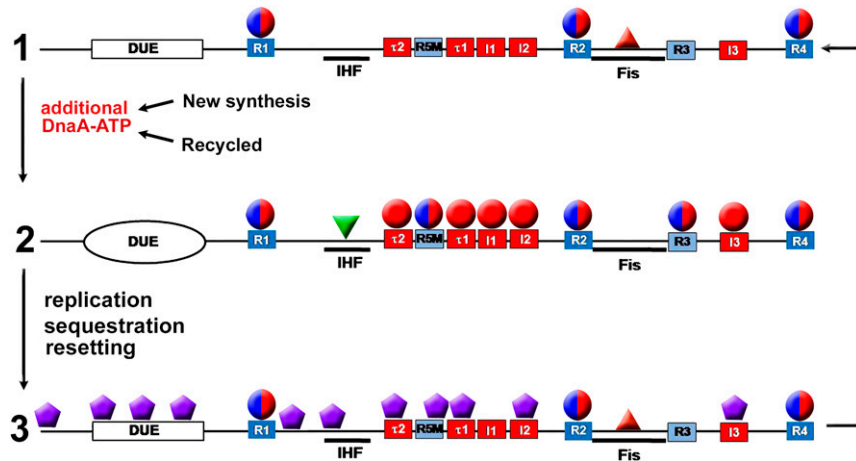 1 DUE R1 IHF τ2 R5M τ1 I1 I2 R2 Fis R3 I3 R4
additional
DnaA-ATP
New synthesis
Recycled
2 DUE R1 IHF τ2 R5M τ1 I1 I2 R2 Fis R3 I3 R4
replication
sequestration
resetting
3 DUE R1 IHF τ2 R5M τ1 I1 I2 R2 Fis R3 I3 R4